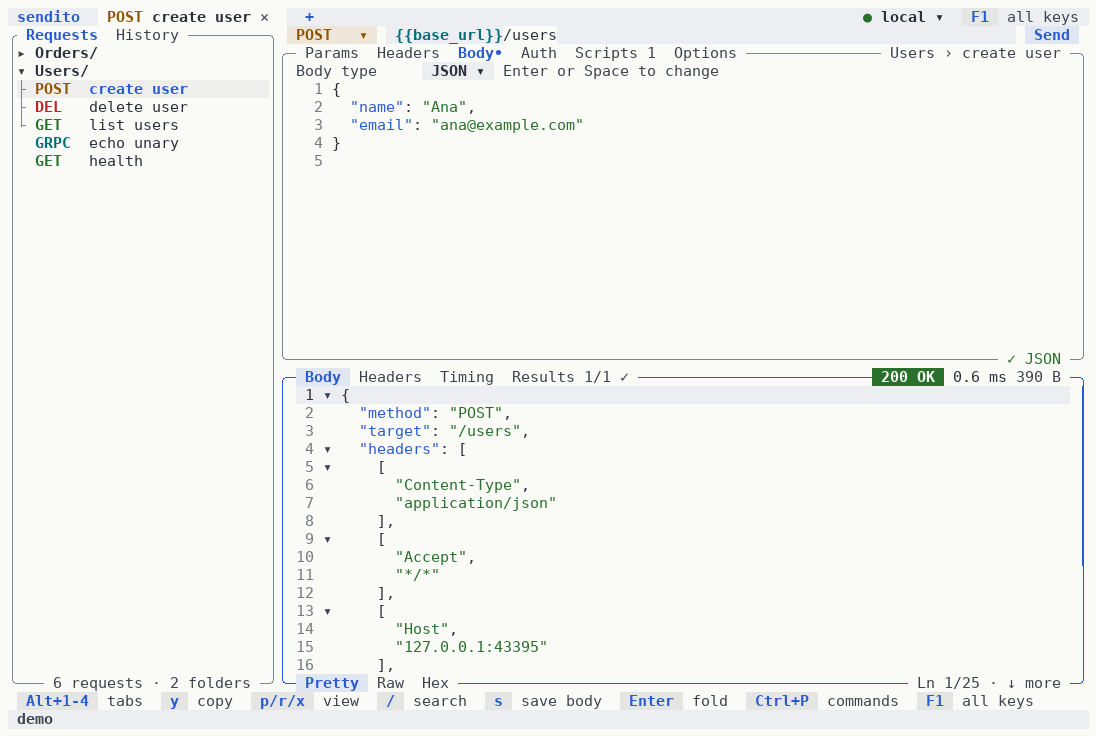 sendito  POST create user ×  +  ● local ▾  F1 all keys
Requests  History
POST ▾  {{base_url}}/users  Send
▸ Orders/
▾ Users/
POST  create user
DEL  delete user
GET  list users
GRPC  echo unary
GET  health
6 requests · 2 folders
Params  Headers  Body•  Auth  Scripts 1  Options  Users › create user
Body type  JSON ▾  Enter or Space to change
1 {
2   "name": "Ana",
3   "email": "ana@example.com"
4 }
5
✓ JSON
Body  Headers  Timing  Results 1/1 ✓  200 OK  0.6 ms 390 B
1 ▾ {
2     "method": "POST",
3     "target": "/users",
4 ▾   "headers": [
5 ▾     [
6         "Content-Type",
7         "application/json"
8       ],
9 ▾     [
10         "Accept",
11         "*/*"
12       ],
13 ▾     [
14         "Host",
15         "127.0.0.1:43395"
16       ],
Pretty  Raw  Hex  Ln 1/25 · ↓ more
Alt+1-4 tabs  y copy  p/r/x view  / search  s save body  Enter fold  Ctrl+P commands  F1 all keys
demo